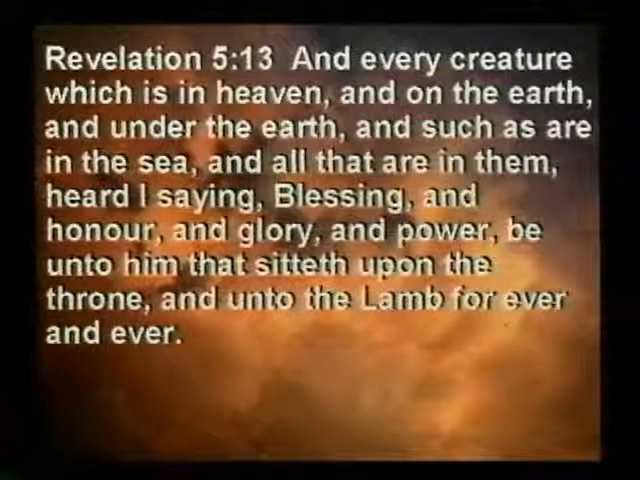 Revelation 5:13  And every creature
which is in heaven, and on the earth,
and under the earth, and such as are
in the sea, and all that are in them,
heard I saying, Blessing, and
honour, and glory, and power, be
unto him that sitteth upon the
throne, and unto the Lamb for ever
and ever.